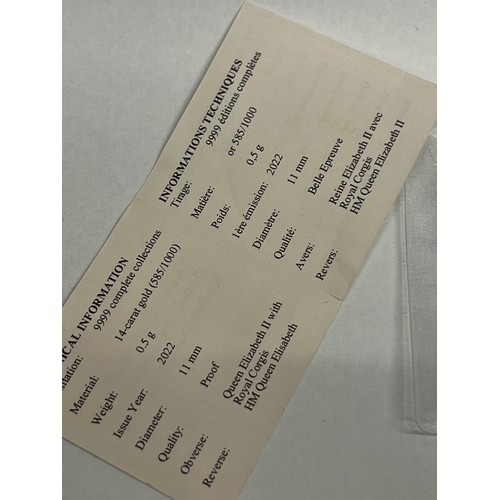 ICAL INFORMATION
itation: 9999 complete collections
Material: 14-carat gold (585/1000)
Weight: 0.5 g
Issue Year: 2022
Diameter: 11 mm
Quality: Proof
Obverse: Queen Elizabeth II with
Royal Corgis
Reverse: HM Queen Elisabeth
INFORMATIONS TECHNIQUES
Tirage: 9999 éditions complètes
Matière: or 585/1000
Poids: 0,5 g
1ère émission: 2022
Diamètre: 11 mm
Qualité: Belle Epreuve
Avers: Reine Elizabeth II avec
Royal Corgis
Revers: HM Queen Elizabeth II